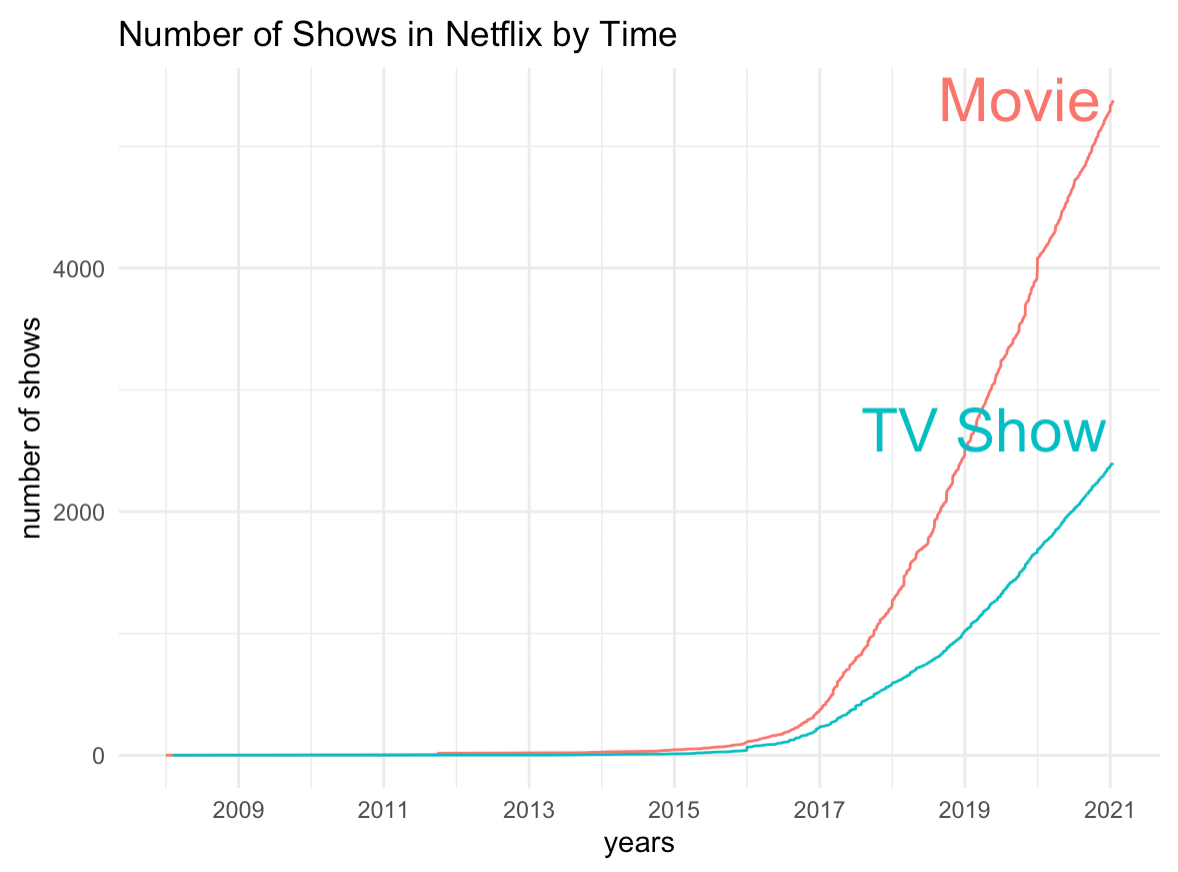 Number of Shows in Netflix by Time
Movie
4000
TV Show
number of shows
2000
0
2009 2011 2013 2015 2017 2019 2021
years